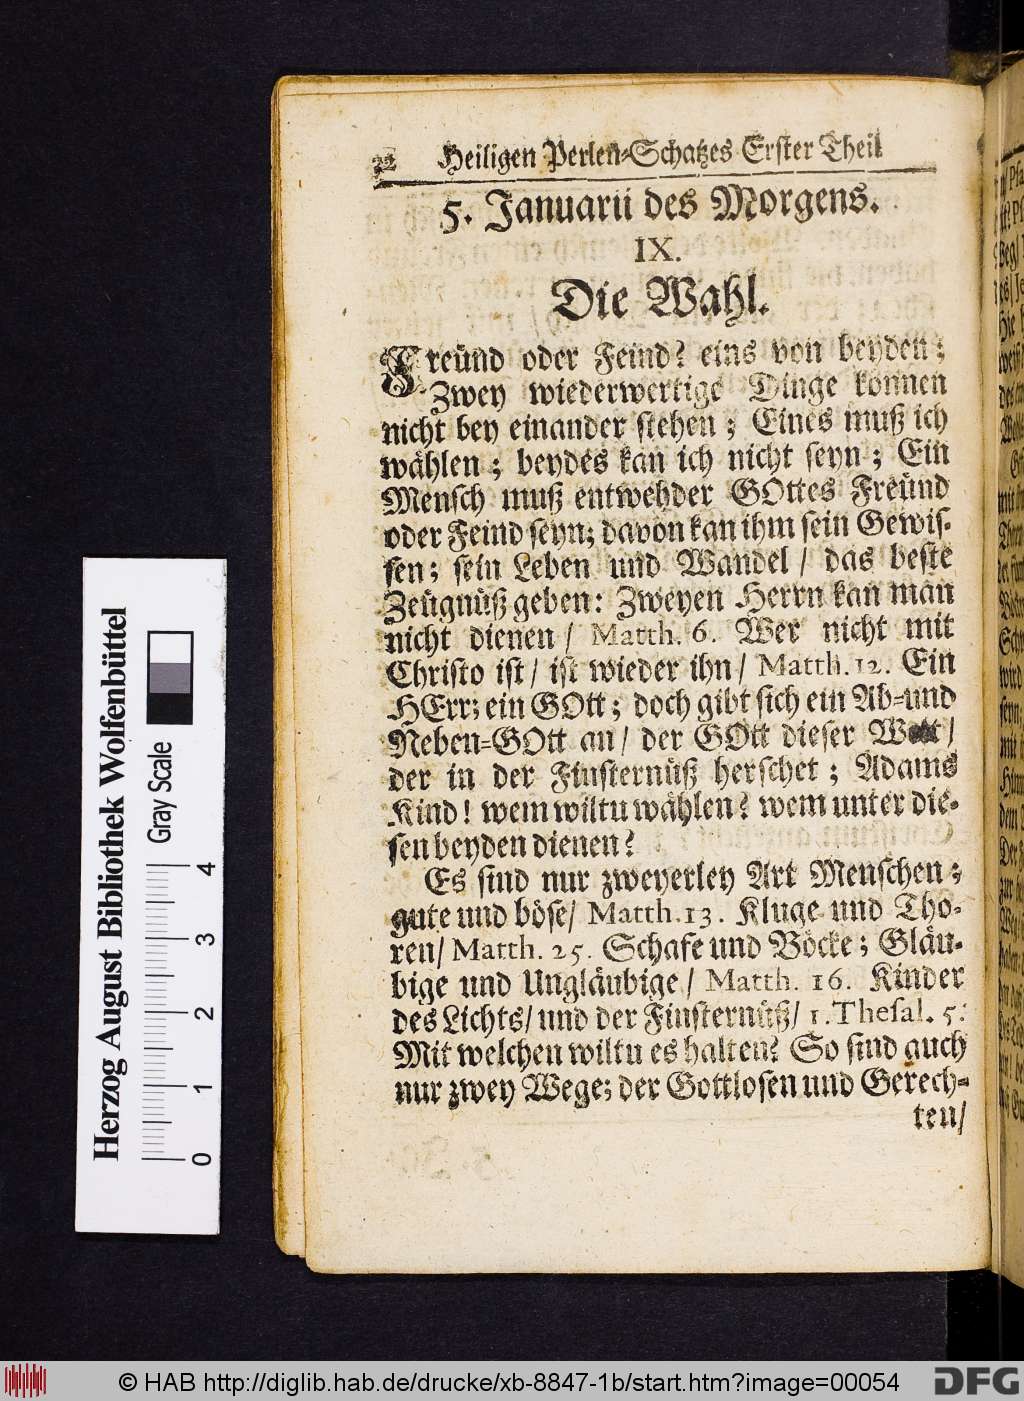 32 Heiligen Perlen-Schatzes Erster Theil
5. Januarii des Morgens.
IX.
Die Wahl.
Freünd oder Feind? eins von beyden;
Zwey wiederwertige Dinge können
nicht bey einander stehen; Eines muß ich
wählen; beydes kan ich nicht seyn; Ein
Mensch muß entwehder GOttes Freünd
oder Feind seyn; davon kan ihm sein Gewis-
sen; sein Leben und Wandel / das beste
Zeügnüß geben: Zweyen Herrn kan man
nicht dienen / Matth. 6. Wer nicht mit
Christo ist / ist wieder ihn / Matth. 12. Ein
HErr; ein GOtt; doch gibt sich ein Ab-und
Neben-GOtt an / der GOtt dieser Welt /
der in der Finsternüß herschet; Adams
Kind! wem wiltu wählen? wem unter die-
sen beyden dienen?
Es sind nur zweyerley Art Menschen;
gute und böse / Matth. 13. Kluge und Tho-
ren / Matth. 25. Schafe und Böcke; Gläu-
bige und Ungläubige / Matth. 16. Kinder
des Lichts / und der Finsternüß / 1. Thesal. 5.
Mit welchen wiltu es halten? So sind auch
nur zwey Wege; der Gottlosen und Gerech-
ten /
Herzog August Bibliothek Wolfenbüttel
Gray Scale
0 1 2 3 4
© HAB http://diglib.hab.de/drucke/xb-8847-1b/start.htm?image=00054
DFG